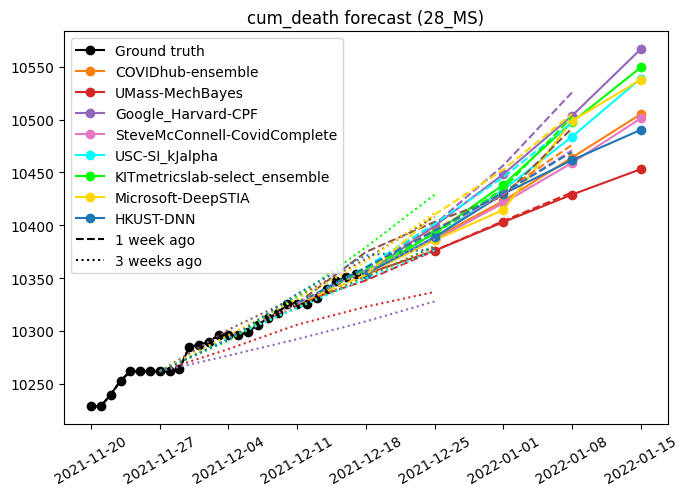 cum_death forecast (28_MS)
10550
10500
10450
10400
10350
10300
10250
Ground truth
COVIDhub-ensemble
UMass-MechBayes
Google_Harvard-CPF
SteveMcConnell-CovidComplete
USC-SI_kJalpha
KITmetricslab-select_ensemble
Microsoft-DeepSTIA
HKUST-DNN
1 week ago
3 weeks ago
2021-11-20
2021-11-27
2021-12-04
2021-12-11
2021-12-18
2021-12-25
2022-01-01
2022-01-08
2022-01-15